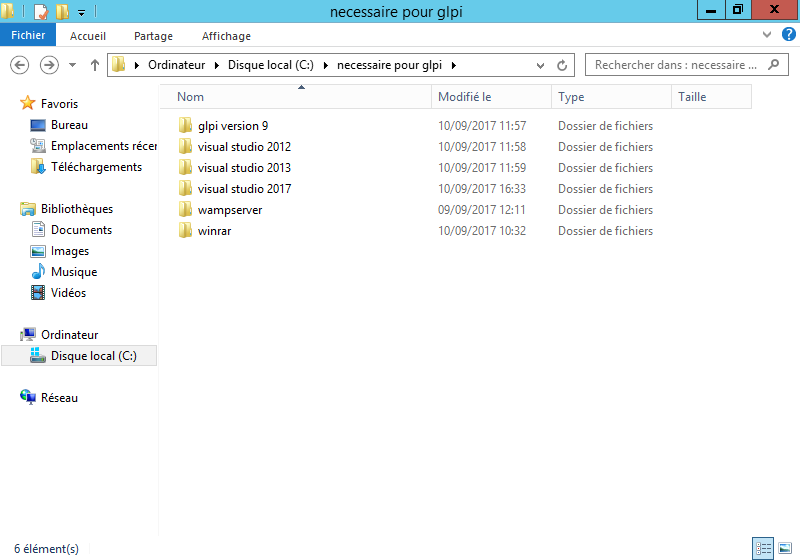 necessaire pour glpi
Fichier Accueil Partage Affichage
Ordinateur Disque local (C:) necessaire pour glpi Rechercher dans : necessaire ...
Nom Modifié le Type Taille
Favoris
Bureau
Emplacements récer
Téléchargements
Bibliothèques
Documents
Images
Musique
Vidéos
Ordinateur
Disque local (C:)
Réseau
glpi version 9 10/09/2017 11:57 Dossier de fichiers
visual studio 2012 10/09/2017 11:58 Dossier de fichiers
visual studio 2013 10/09/2017 11:59 Dossier de fichiers
visual studio 2017 10/09/2017 16:33 Dossier de fichiers
wampserver 09/09/2017 12:11 Dossier de fichiers
winrar 10/09/2017 10:32 Dossier de fichiers
6 élément(s)